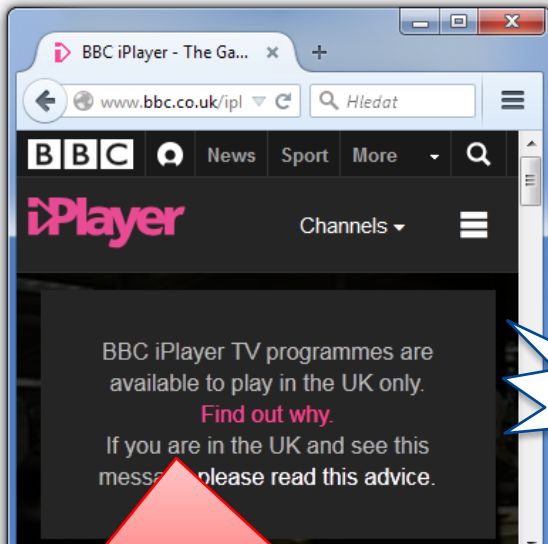 BBC iPlayer - The Ga...
www.bbc.co.uk/ipl
Hledat
BBC News Sport More
iPlayer Channels
BBC iPlayer TV programmes are
available to play in the UK only.
Find out why.
If you are in the UK and see this
please read this advice.